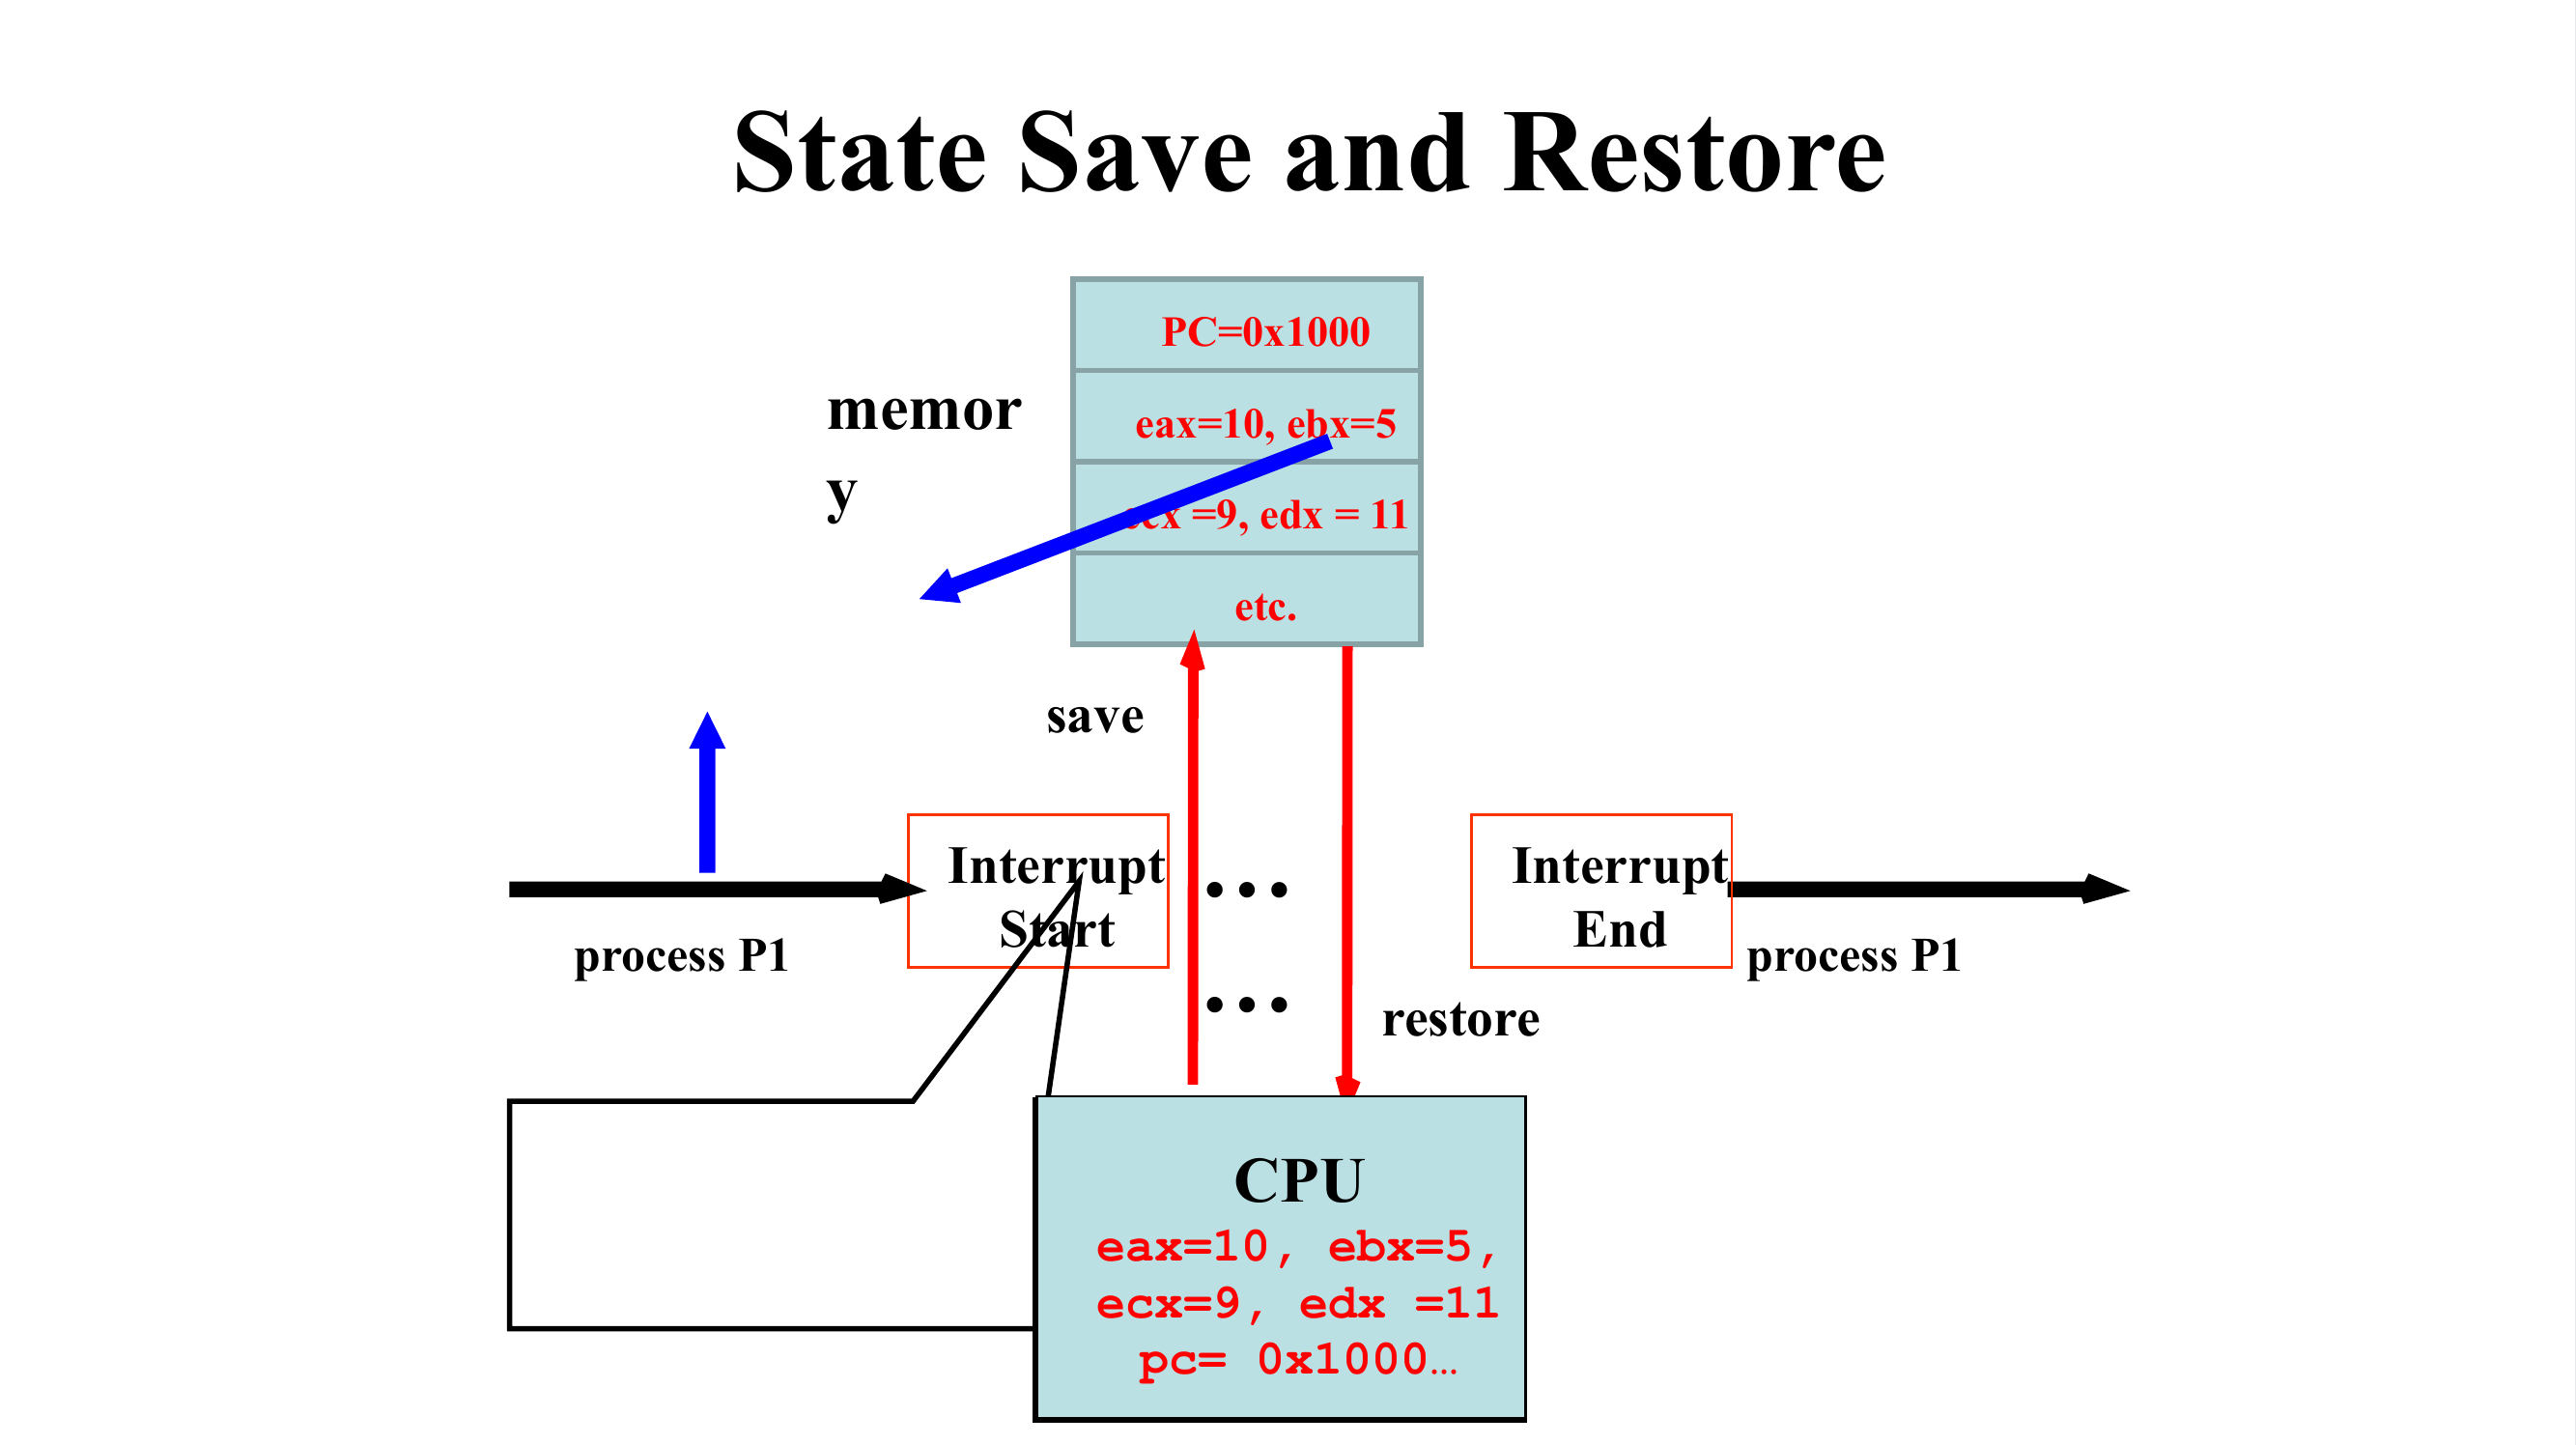 State Save and Restore
PC=0x1000
memor
y
eax=10, ebx=5
ecx =9, edx = 11
etc.
save
Interrupt
Start
...
Interrupt
End
process P1
process P1
...
restore
CPU
eax=10, ebx=5,
ecx=9, edx =11
pc= 0x1000…